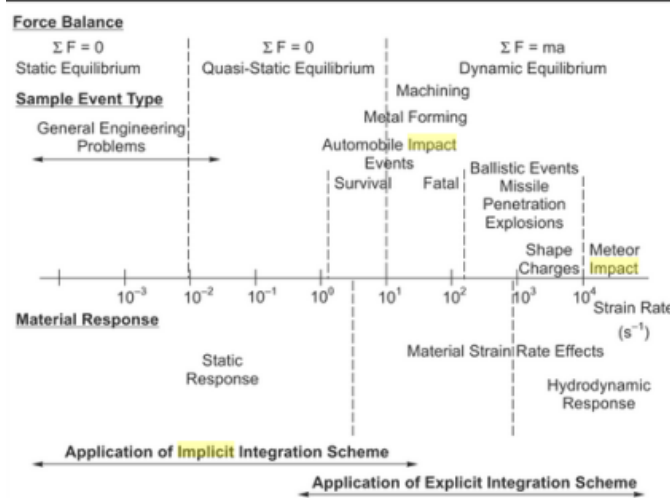 Force Balance
Σ F = 0
Σ F = 0
Σ F = ma
Static Equilibrium
Quasi-Static Equilibrium
Dynamic Equilibrium
Machining
Sample Event Type
Metal Forming
General Engineering
Problems
Automobile Impact
Events
Survival
Fatal
Ballistic Events
Missile
Penetration
Explosions
Shape
Charges
Meteor
Impact
10⁻³
10⁻²
10⁻¹
10⁰
10¹
10²
10³
10⁴
Strain Rate
(s⁻¹)
Material Response
Static
Response
Material Strain Rate Effects
Hydrodynamic
Response
Application of Implicit Integration Scheme
Application of Explicit Integration Scheme